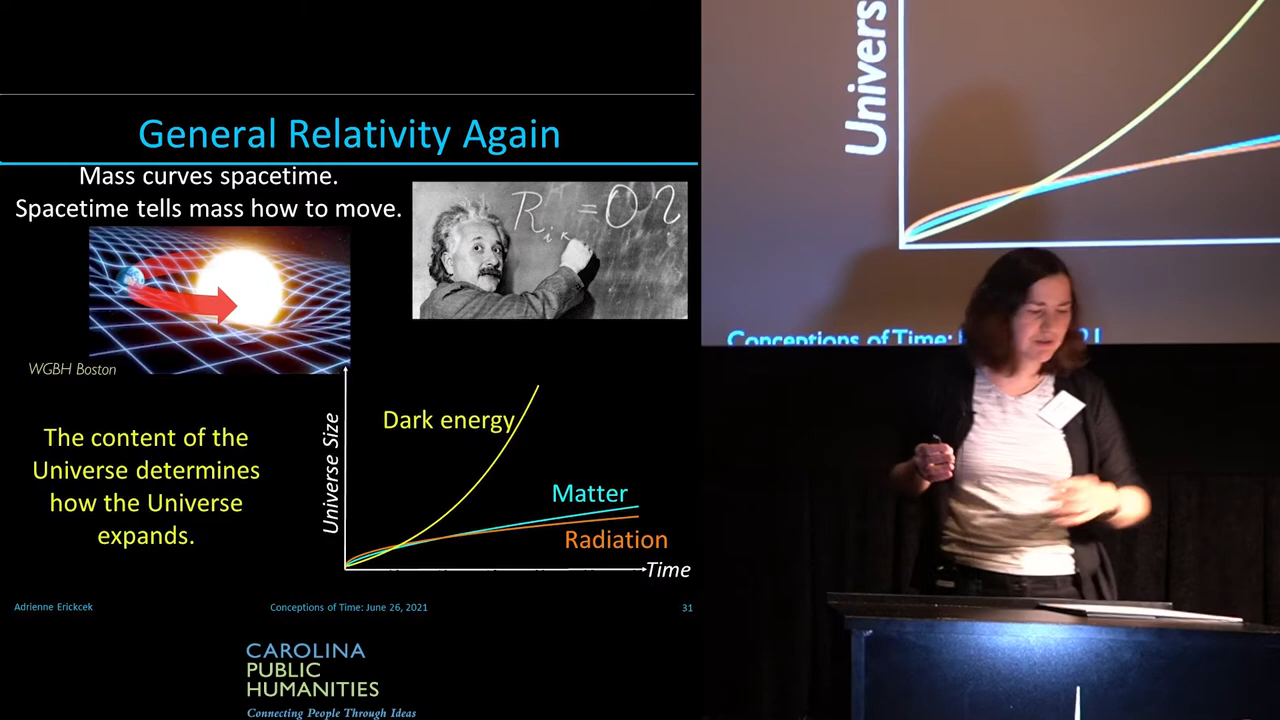 General Relativity Again
Mass curves spacetime.
Spacetime tells mass how to move.
R i κ = 0 ?
WGBH Boston
The content of the
Universe determines
how the Universe
expands.
Universe Size
Dark energy
Matter
Radiation
Time
Adrienne Erickcek
Conceptions of Time: June 26, 2021
31
CAROLINA
PUBLIC
HUMANITIES
Connecting People Through Ideas
Univers
Conceptions of Time:
21